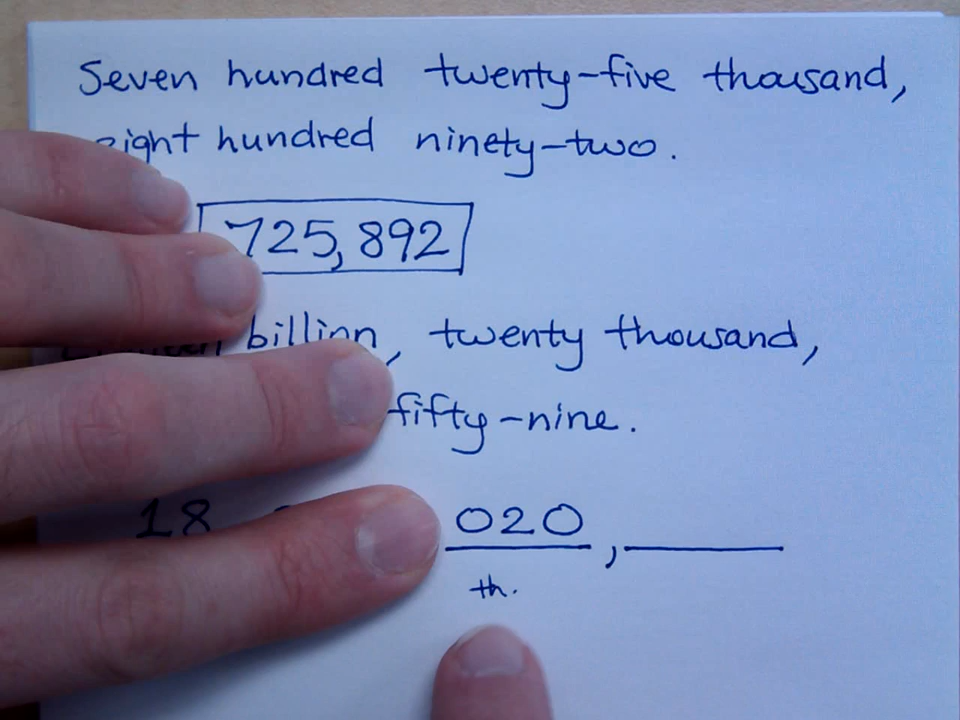 Seven hundred twenty-five thousand,
eight hundred ninety-two.
725,892
billion, twenty thousand,
fifty-nine.
18 020 ,
th.